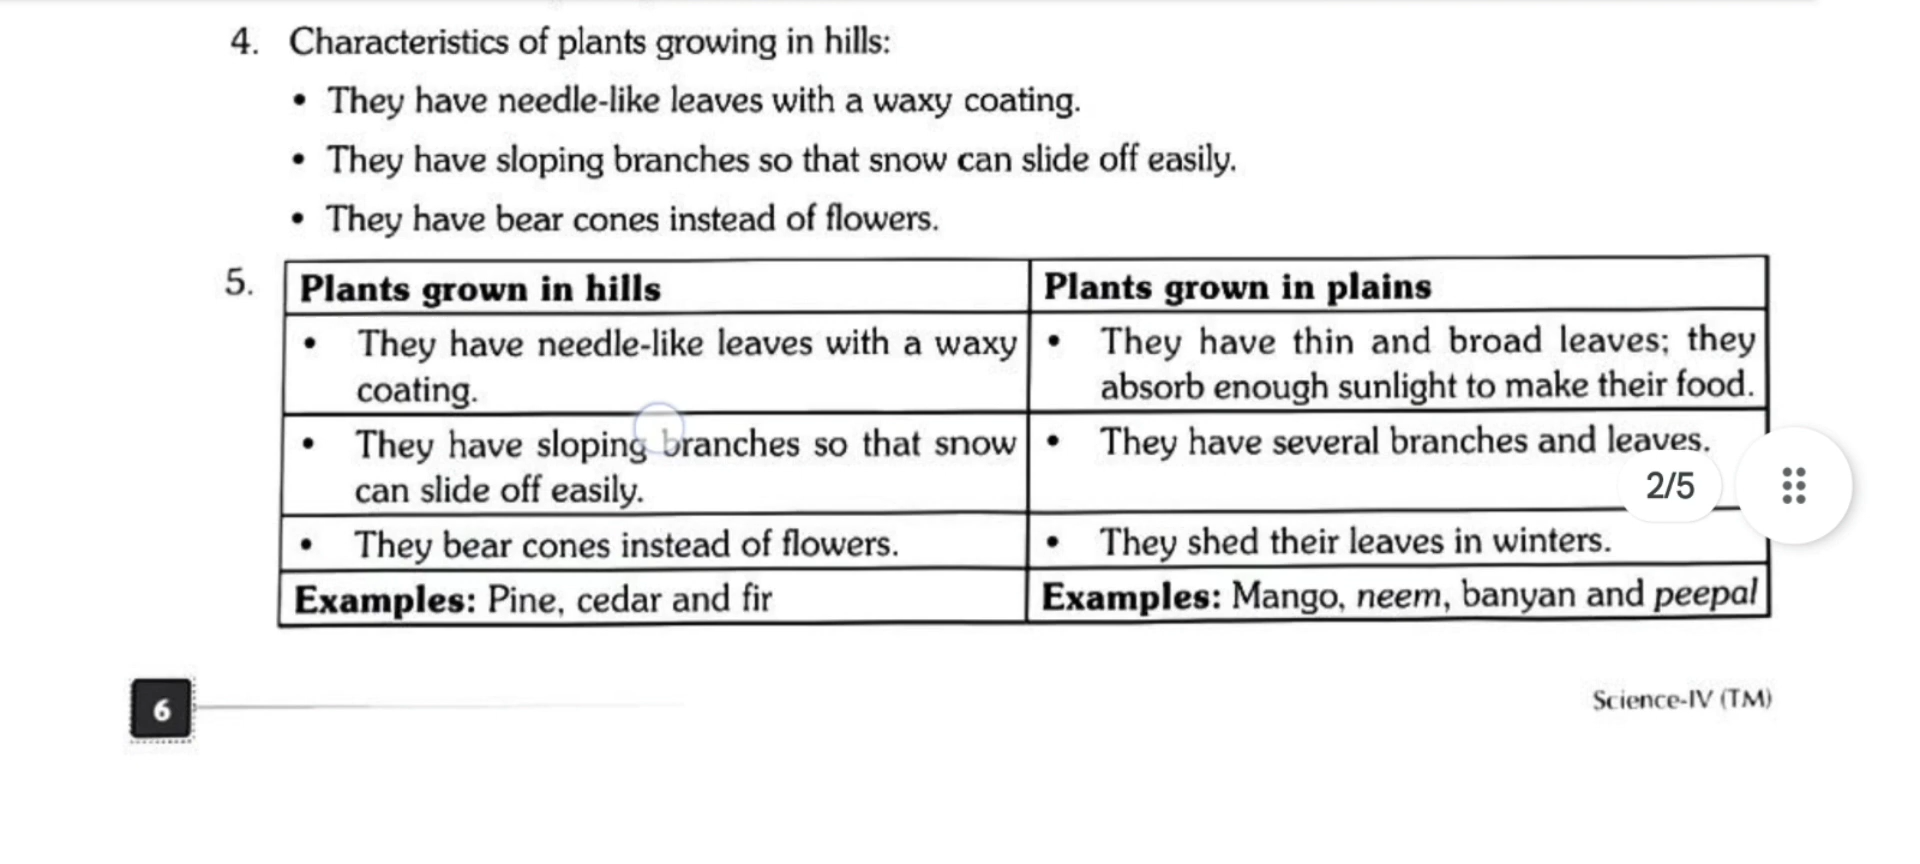 4. Characteristics of plants growing in hills:
• They have needle-like leaves with a waxy coating.
• They have sloping branches so that snow can slide off easily.
• They have bear cones instead of flowers.
5. Plants grown in hills
Plants grown in plains
• They have needle-like leaves with a waxy
coating.
• They have thin and broad leaves; they
absorb enough sunlight to make their food.
• They have sloping branches so that snow
can slide off easily.
• They have several branches and leaves.
2/5
• They bear cones instead of flowers.
• They shed their leaves in winters.
Examples: Pine, cedar and fir
Examples: Mango, neem, banyan and peepal
6
Science-IV (TM)